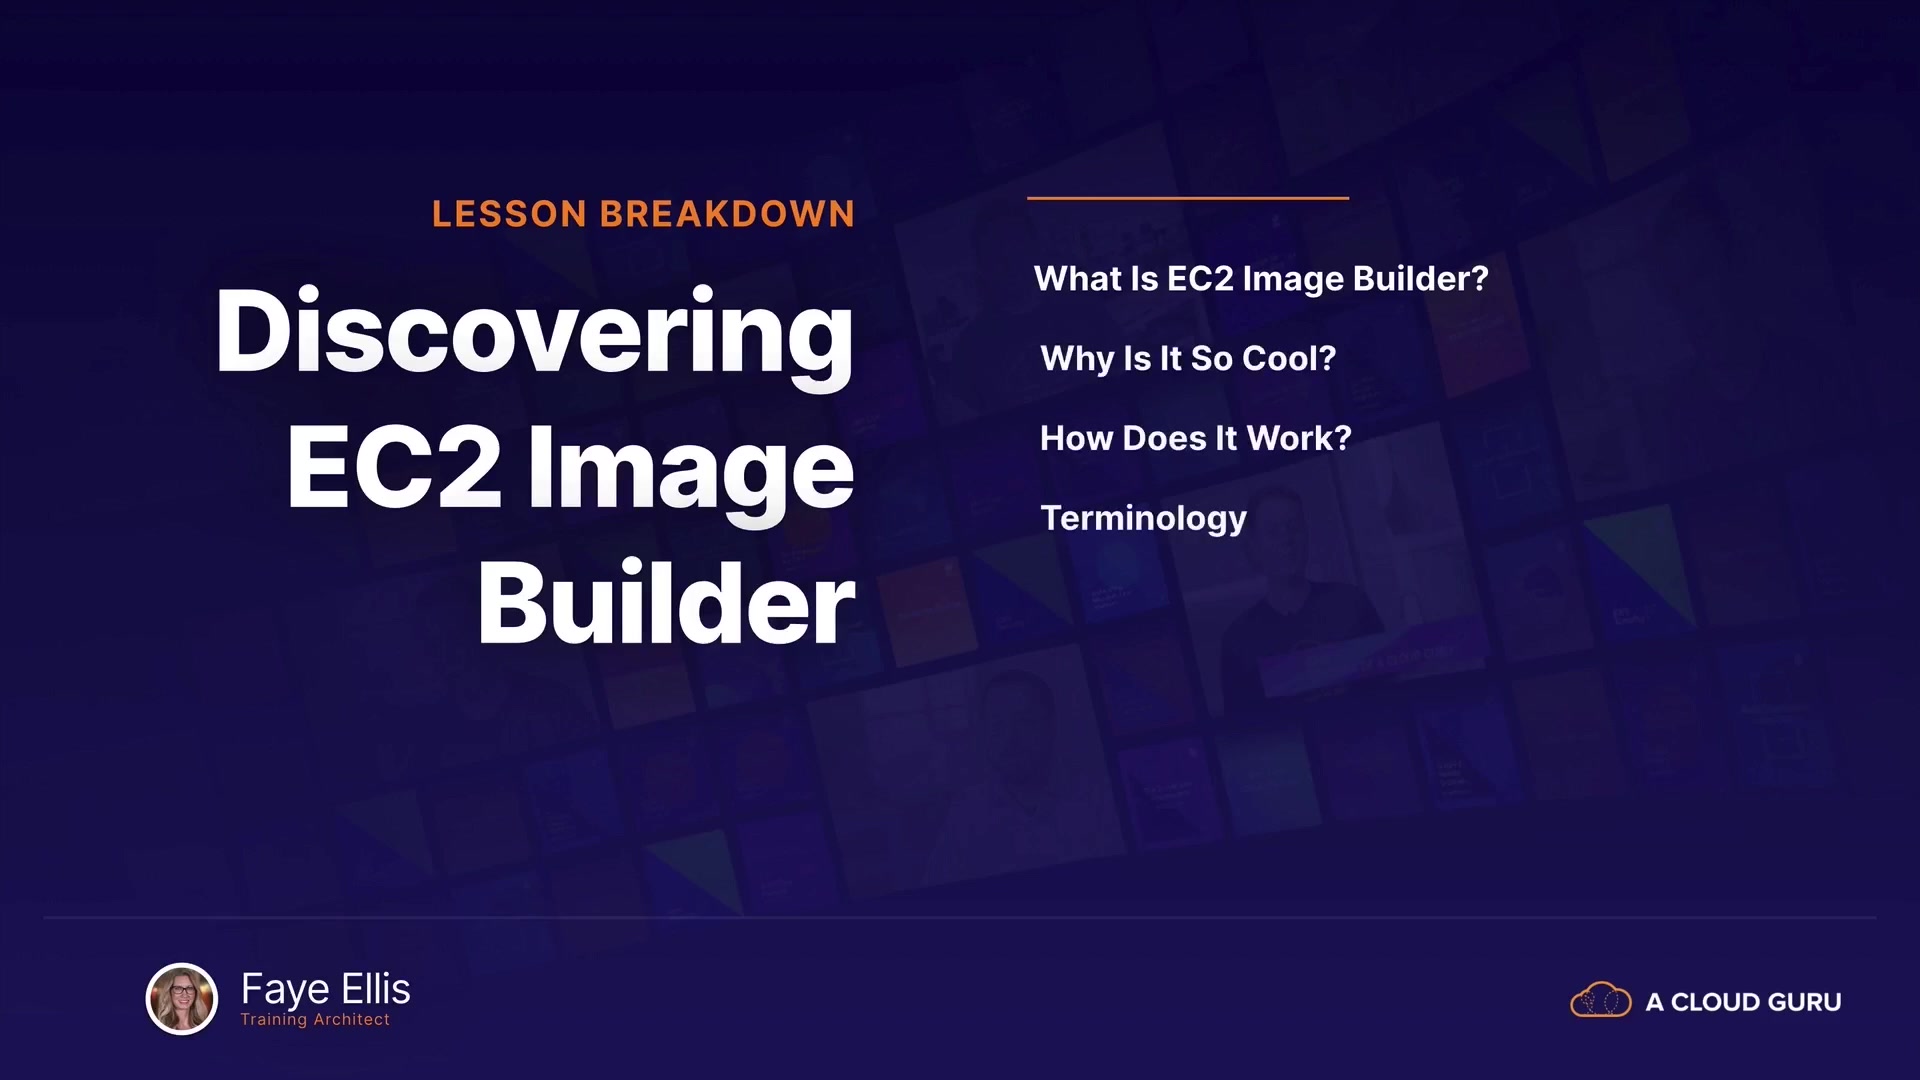 LESSON BREAKDOWN
Discovering
EC2 Image
Builder
What Is EC2 Image Builder?
Why Is It So Cool?
How Does It Work?
Terminology
Faye Ellis
Training Architect
A CLOUD GURU